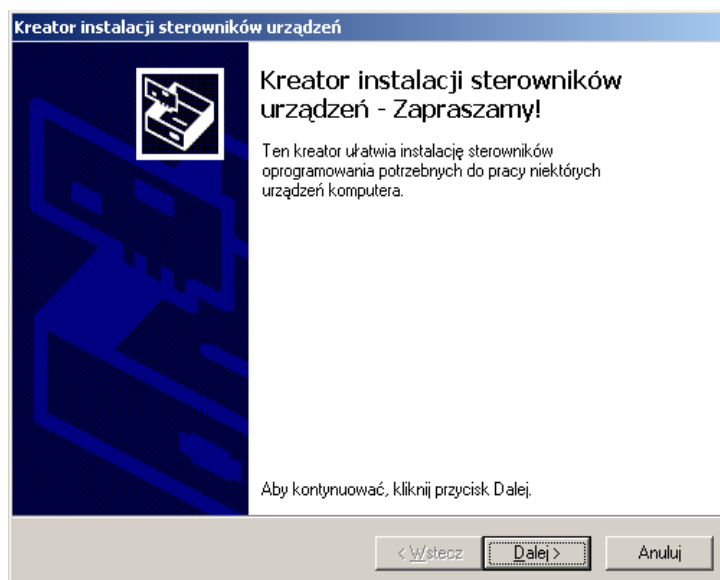 Kreator instalacji sterowników urządzeń
Kreator instalacji sterowników
urządzeń - Zapraszamy!
Ten kreator ułatwia instalację sterowników
oprogramowania potrzebnych do pracy niektórych
urządzeń komputera.
Aby kontynuować, kliknij przycisk Dalej.
< Wstecz
Dalej >
Anuluj